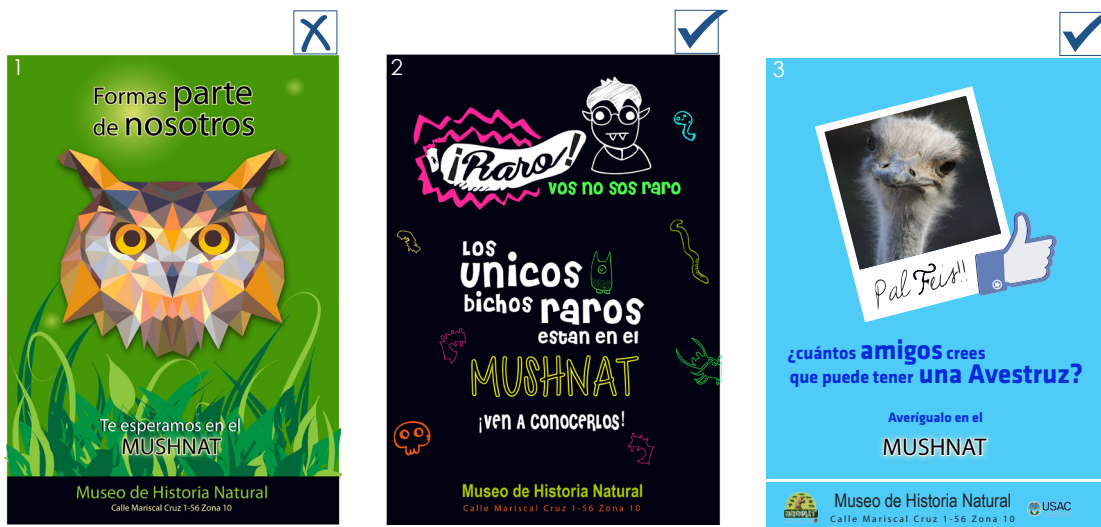 1
Formas parte
de nosotros
Te esperamos en el
MUSHNAT
Museo de Historia Natural
Calle Mariscal Cruz 1-56 Zona 10
2
¡Raro!
vos no sos raro
Los
unicos
bichos raros
estan en el
MUSHNAT
¡ven a conocerlos!
Museo de Historia Natural
Calle Mariscal Cruz 1-56 Zona 10
3
Pal Feis!!
¿cuántos amigos crees
que puede tener una Avestruz?
Averígualo en el
MUSHNAT
Museo de Historia Natural
Calle Mariscal Cruz 1-56 Zona 10
USAC